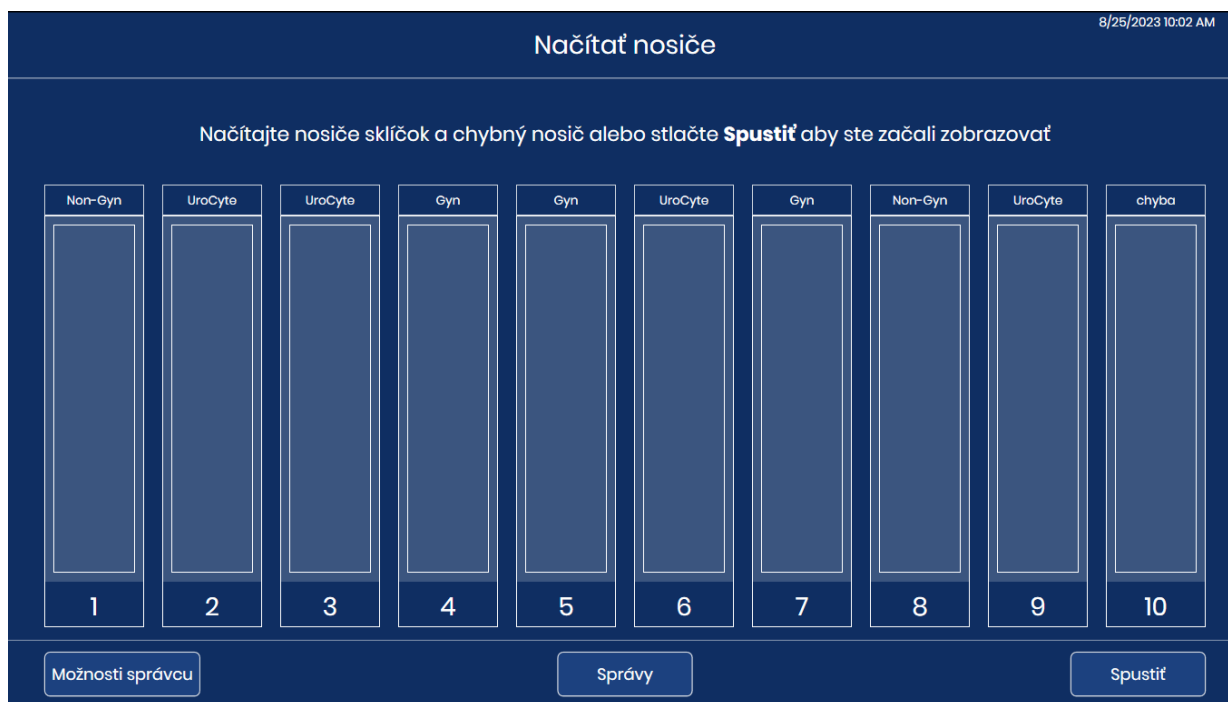 8/25/2023 10:02 AM
Načítať nosiče
Načítajte nosiče sklíčok a chybný nosič alebo stlačte Spustiť aby ste začali zobrazovať
Non-Gyn UroCyte UroCyte Gyn Gyn UroCyte Gyn Non-Gyn UroCyte chyba
1 2 3 4 5 6 7 8 9 10
Možnosti správcu Správy Spustiť